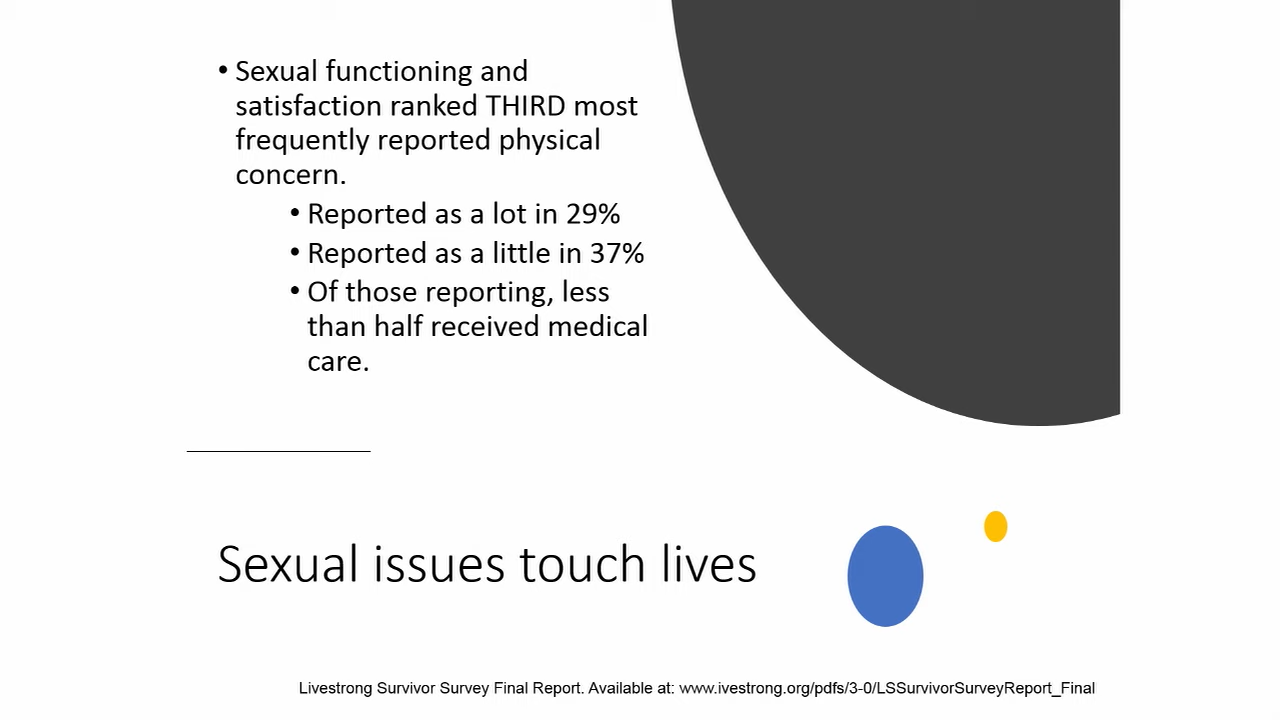 • Sexual functioning and
satisfaction ranked THIRD most
frequently reported physical
concern.
• Reported as a lot in 29%
• Reported as a little in 37%
• Of those reporting, less
than half received medical
care.
Sexual issues touch lives
Livestrong Survivor Survey Final Report. Available at: www.ivestrong.org/pdfs/3-0/LSSurvivorSurveyReport_Final